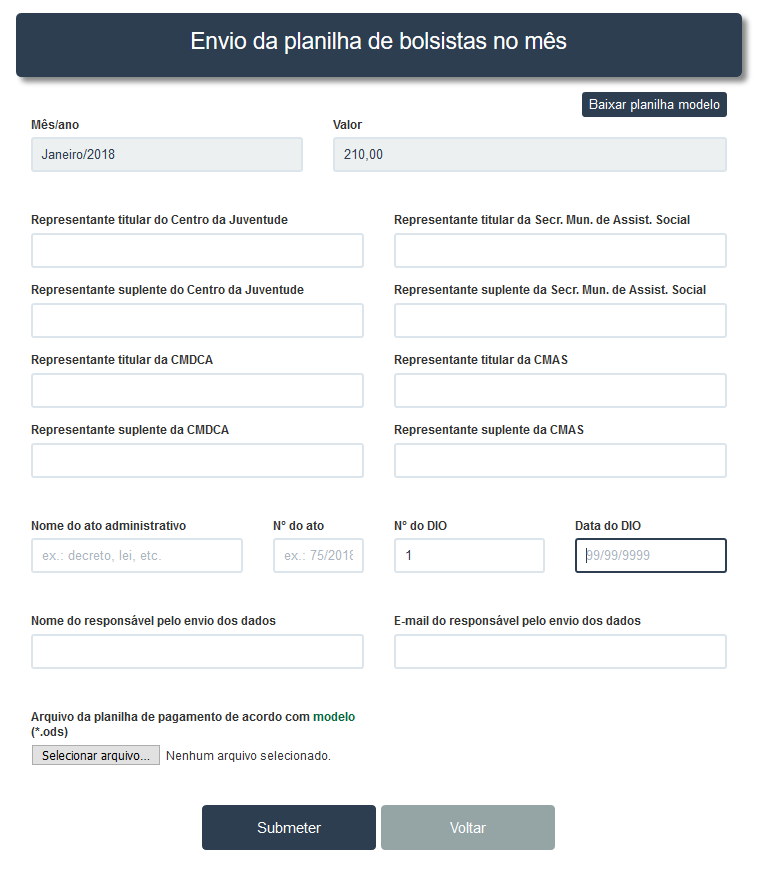 Envio da planilha de bolsistas no mês
Baixar planilha modelo
Mês/ano
Valor
Janeiro/2018
210,00
Representante titular do Centro da Juventude
Representante titular da Secr. Mun. de Assist. Social
Representante suplente do Centro da Juventude
Representante suplente da Secr. Mun. de Assist. Social
Representante titular da CMDCA
Representante titular da CMAS
Representante suplente da CMDCA
Representante suplente da CMAS
Nome do ato administrativo
N° do ato
N° do DIO
Data do DIO
ex.: decreto, lei, etc.
ex.: 75/2018
1
99/99/9999
Nome do responsável pelo envio dos dados
E-mail do responsável pelo envio dos dados
Arquivo da planilha de pagamento de acordo com modelo
(*.ods)
Selecionar arquivo... Nenhum arquivo selecionado.
Submeter
Voltar